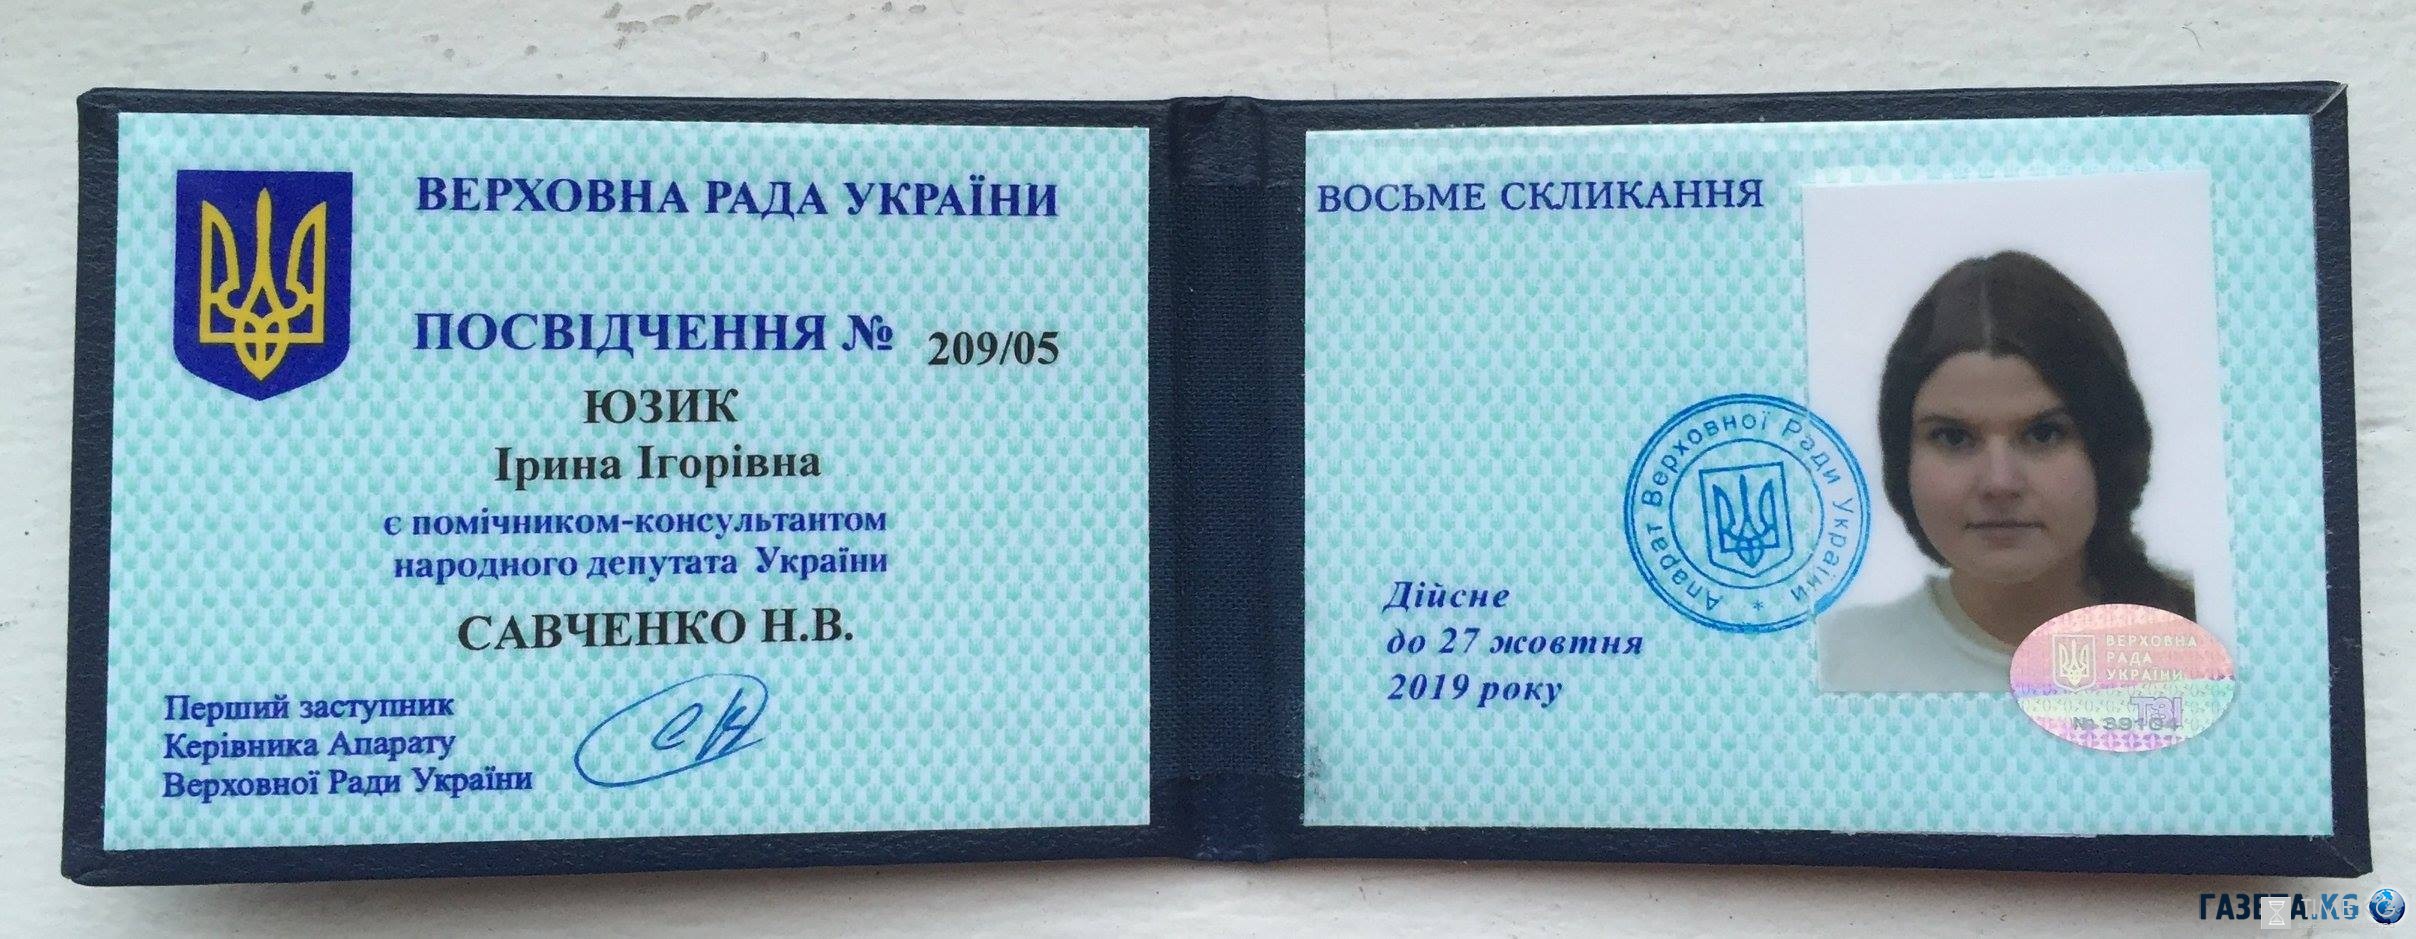 ВЕРХОВНА РАДА УКРАЇНИ
ПОСВІДЧЕННЯ № 209/05
ЮЗИК
Ірина Ігорівна
є помічником-консультантом
народного депутата України
САВЧЕНКО Н.В.
Перший заступник
Керівника Апарату
Верховної Ради України
ВОСЬМЕ СКЛИКАННЯ
Апарат Верховної Ради України *
Дійсне
до 27 жовтня
2019 року
ВЕРХОВНА
РАДА
УКРАЇНИ
№ 39104
ГАЗЕТА.KG